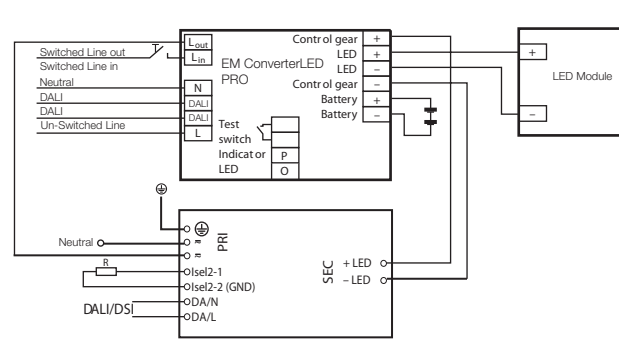 Switched Line out
Switched Line in
Neutral
DALI
DALI
Un-Switched Line
Lout
Lin
N
DALI
DALI
L
EM ConverterLED
PRO
Test
switch
Indicator
LED
P
O
Control gear +
LED +
LED –
Control gear –
Battery +
Battery –
+
–
LED Module
Neutral
R
DALI/DSI
PRI
Isel2-1
Isel2-2 (GND)
DA/N
DA/L
SEC
+ LED
– LED